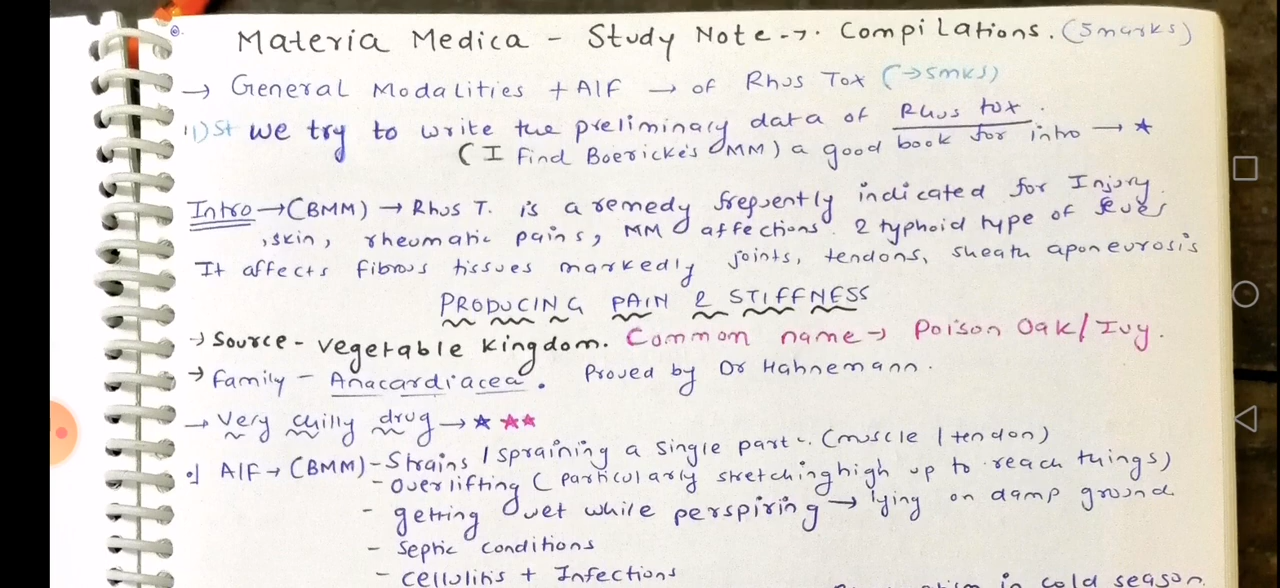 Materia Medica - Study Note → Compilations. (5marks)
→ General Modalities + AIF → of Rhus Tox (→5mks)
1) St we try to write the preliminary data of Rhus tox.
(I find Boericke's MM) a good book for intro → ★
Intro → (BMM) → Rhus T. is a remedy frequently indicated for Injury
, skin, rheumatic pains, MM affections & typhoid type of fever
It affects fibros tissues markedly joints, tendons, sheath aponeurosis
PRODUCING PAIN & STIFFNESS
→ Source - vegetable kingdom. Common name → Poison Oak/Ivy.
→ family - Anacardiacea. Proved by Dr Hahnemann.
→ Very chilly drug → ★ ★★
AIF → (BMM) - Strains / spraining a single part. (muscle / tendon)
- overlifting (particularly stretching high up to reach things)
- getting wet while perspiring → lying on damp ground
- Septic conditions
- cellulitis + Infections
in cold season